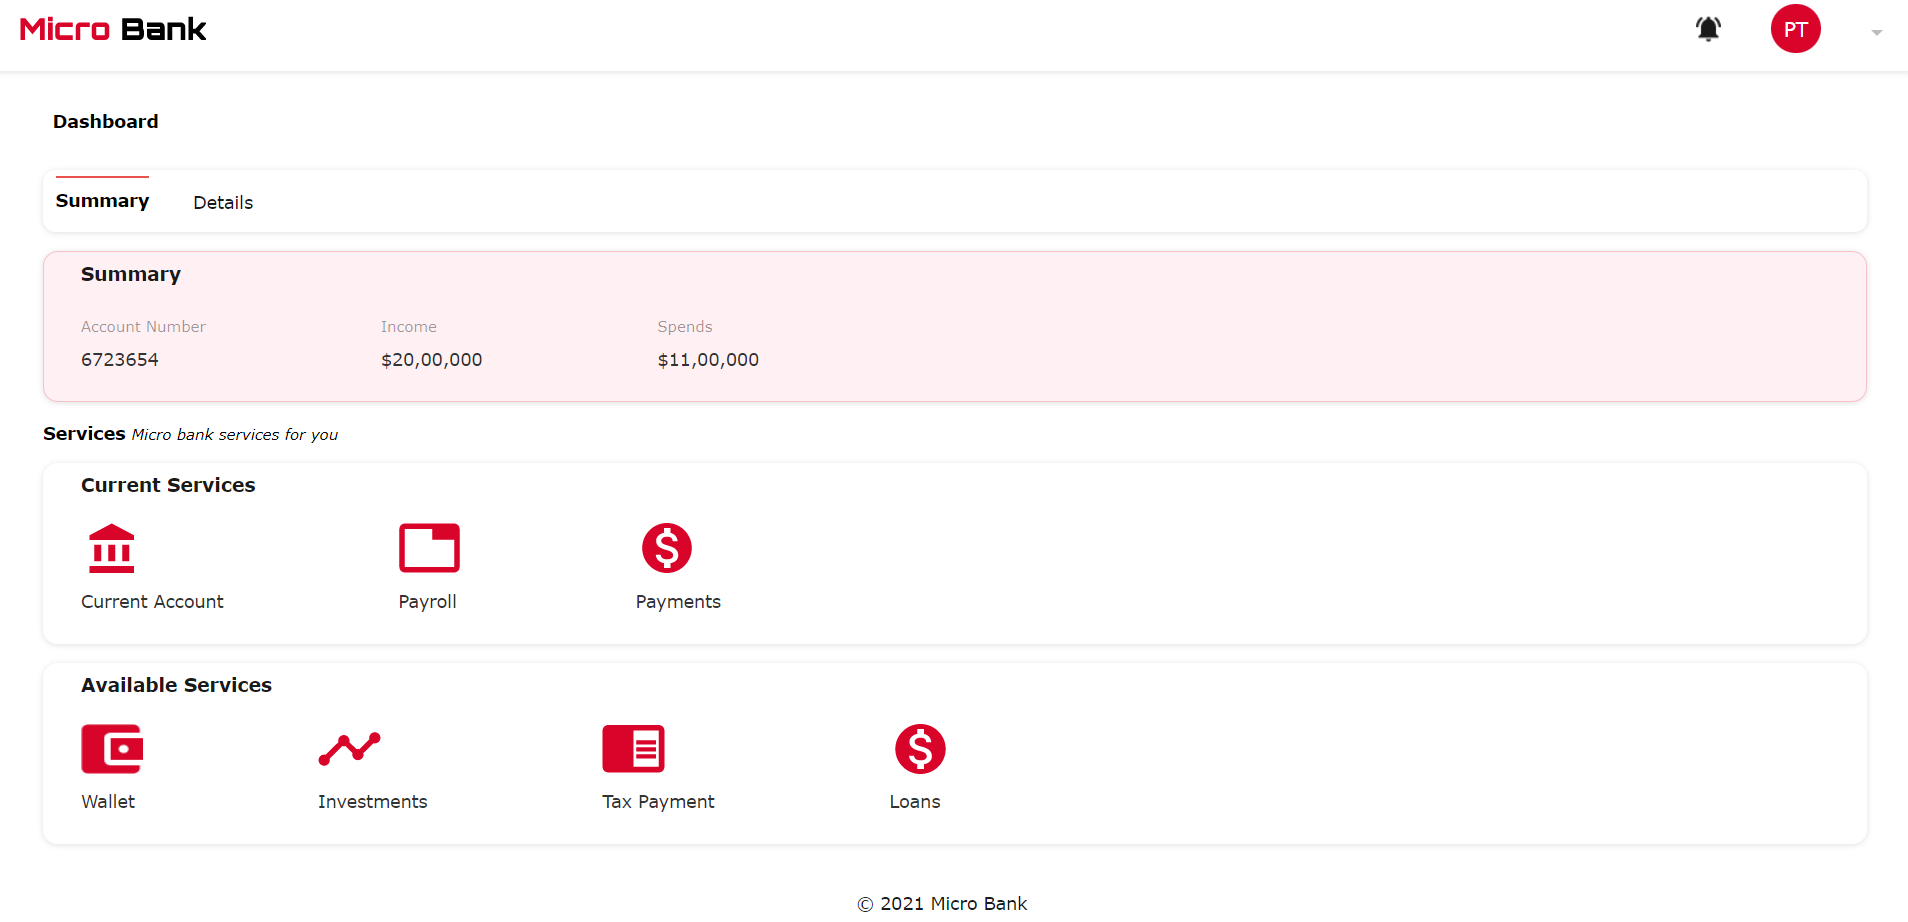 Micro Bank
PT
Dashboard
Summary Details
Summary
Account Number Income Spends
6723654 $20,00,000 $11,00,000
Services Micro bank services for you
Current Services
Current Account Payroll Payments
Available Services
Wallet Investments Tax Payment Loans
© 2021 Micro Bank